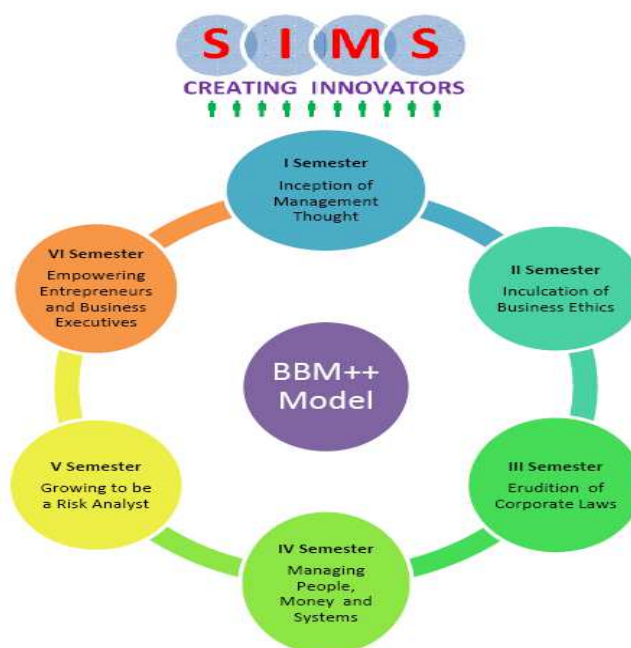 S I M S
CREATING INNOVATORS
I Semester
Inception of
Management
Thought
II Semester
Inculcation of
Business Ethics
III Semester
Erudition of
Corporate Laws
IV Semester
Managing
People,
Money and
Systems
V Semester
Growing to be
a Risk Analyst
VI Semester
Empowering
Entrepreneurs
and Business
Executives
BBM++
Model